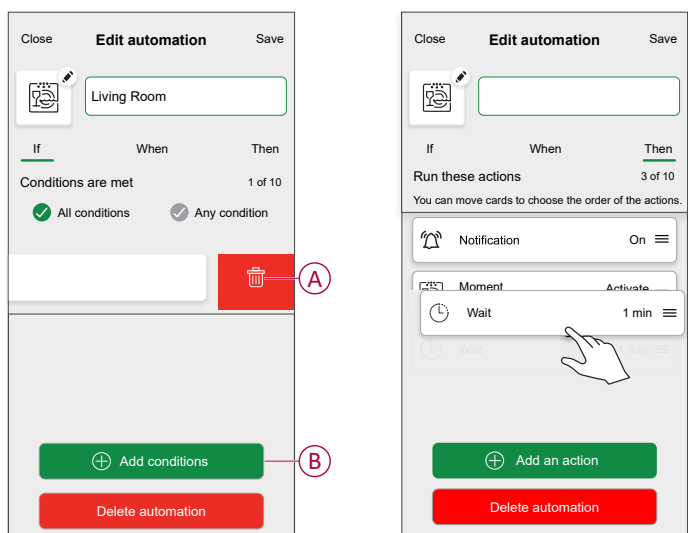 Close Edit automation Save
Living Room
If When Then
Conditions are met 1 of 10
All conditions Any condition
A
Add conditions B
Delete automation
Close Edit automation Save
If When Then
Run these actions 3 of 10
You can move cards to choose the order of the actions.
Notification On
Moment Activate
Wait 1 min
Wait 1 min
Add an action
Delete automation